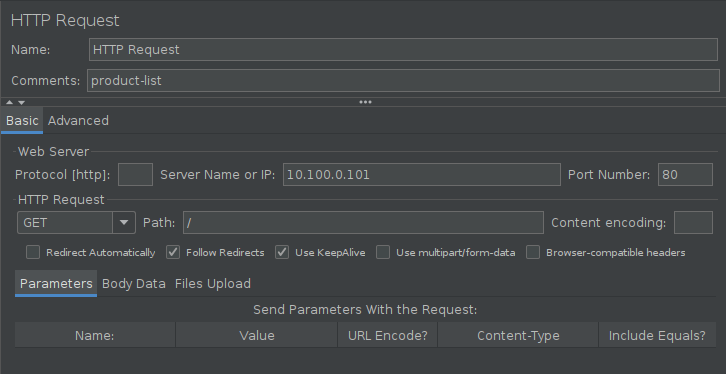 HTTP Request
Name: HTTP Request
Comments: product-list
Basic Advanced
Web Server
Protocol [http]: Server Name or IP: 10.100.0.101 Port Number: 80
HTTP Request
GET Path: / Content encoding:
Redirect Automatically Follow Redirects Use KeepAlive Use multipart/form-data Browser-compatible headers
Parameters Body Data Files Upload
Send Parameters With the Request:
Name: Value URL Encode? Content-Type Include Equals?